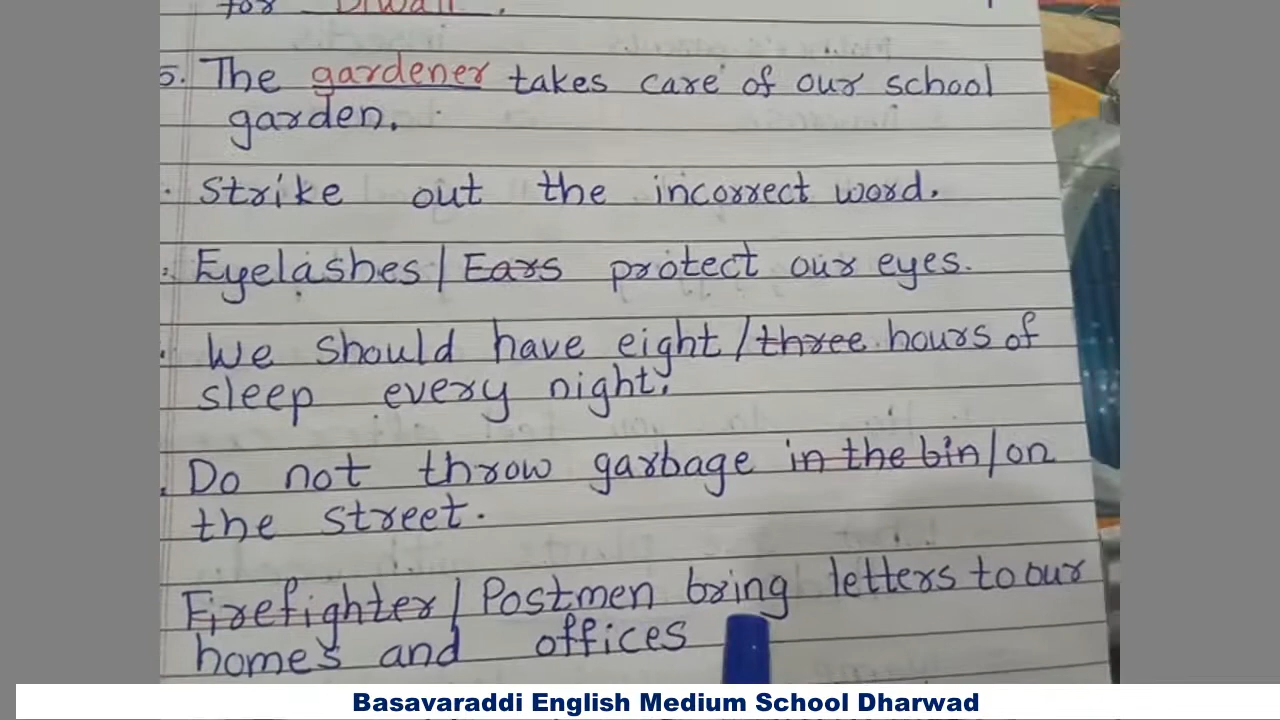 for Diwali.
5. The gardener takes care of our school
garden.
. Strike out the incorrect word.
: Eyelashes / Ears protect our eyes.
. We should have eight / three hours of
sleep every night.
. Do not throw garbage in the bin / on
the street.
Firefighter / Postmen bring letters to our
homes and offices
Basavaraddi English Medium School Dharwad